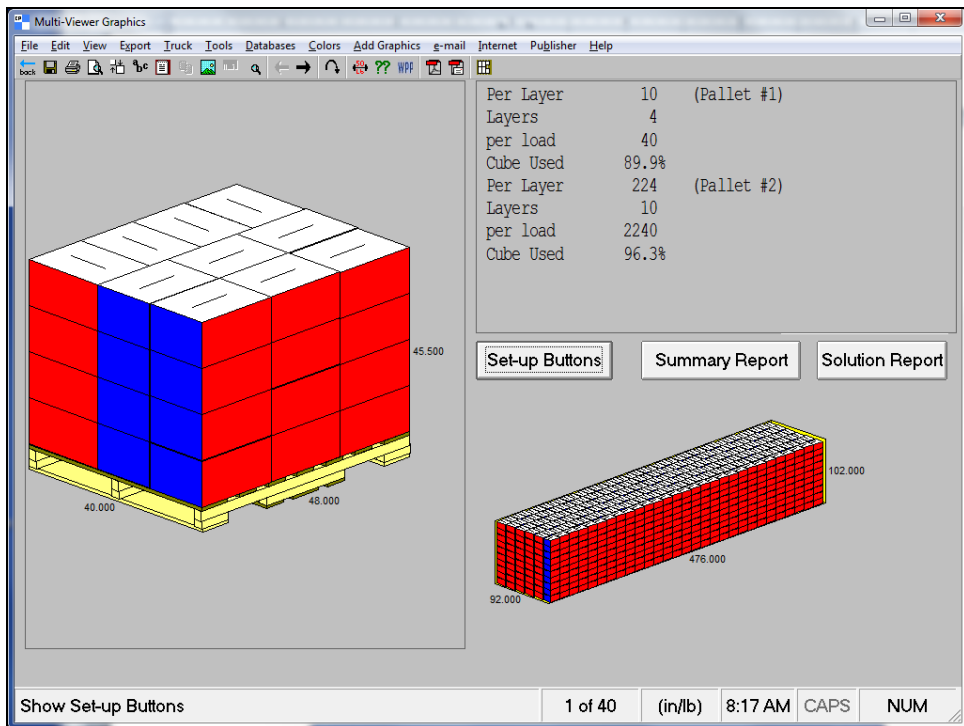 Multi-Viewer Graphics
File Edit View Export Truck Tools Databases Colors Add Graphics e-mail Internet Publisher Help
back abc ?? WPF
Per Layer 10 (Pallet #1)
Layers 4
per load 40
Cube Used 89.9%
Per Layer 224 (Pallet #2)
Layers 10
per load 2240
Cube Used 96.3%
45.500
40.000
48.000
Set-up Buttons Summary Report Solution Report
102.000
476.000
92.000
Show Set-up Buttons 1 of 40 (in/lb) 8:17 AM CAPS NUM